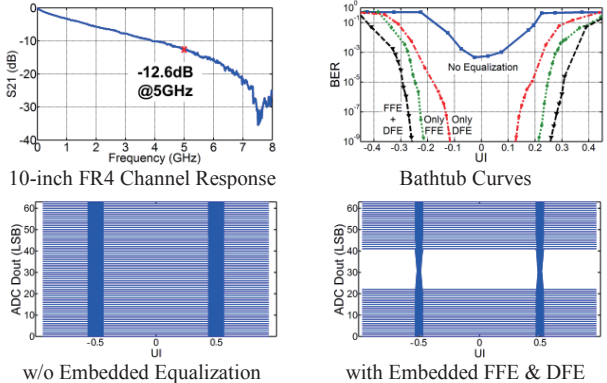 0
-10
-20
-30
-40
S21 (dB)
-12.6dB
@5GHz
0 1 2 3 4 5 6 7 8
Frequency (GHz)
10-inch FR4 Channel Response
10^0
10^-1
10^-3
10^-5
10^-7
10^-9
BER
No Equalization
FFE
+
DFE
Only
FFE
Only
DFE
-0.4 -0.3 -0.2 -0.1 0 0.1 0.2 0.3 0.4
UI
Bathtub Curves
60
50
40
30
20
10
0
ADC Dout (LSB)
-0.5 0 0.5
UI
w/o Embedded Equalization
60
50
40
30
20
10
0
ADC Dout (LSB)
-0.5 0 0.5
UI
with Embedded FFE & DFE